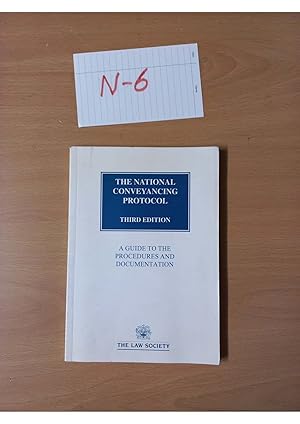 N-6
THE NATIONAL
CONVEYANCING
PROTOCOL
THIRD EDITION
A GUIDE TO THE
PROCEDURES AND
DOCUMENTATION
THE LAW SOCIETY